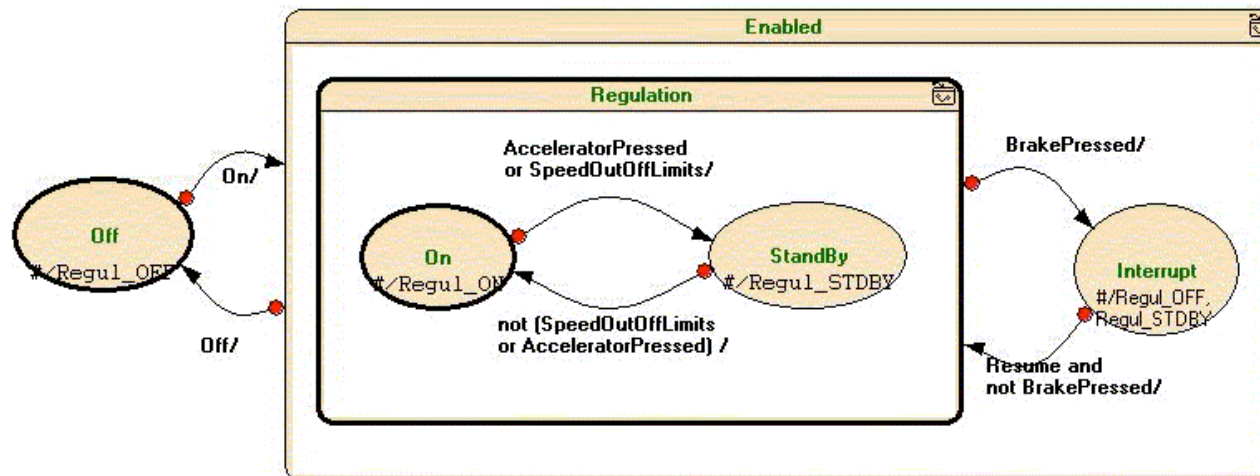 Enabled
Regulation
AcceleratorPressed
or SpeedOutOffLimits/
BrakePressed/
On/
Off
#/Regul_OFF
On
#/Regul_ON
StandBy
#/Regul_STDBY
Interrupt
#/Regul_OFF,
Regul_STDBY
not (SpeedOutOffLimits
or AcceleratorPressed) /
Off/
Resume and
not BrakePressed/